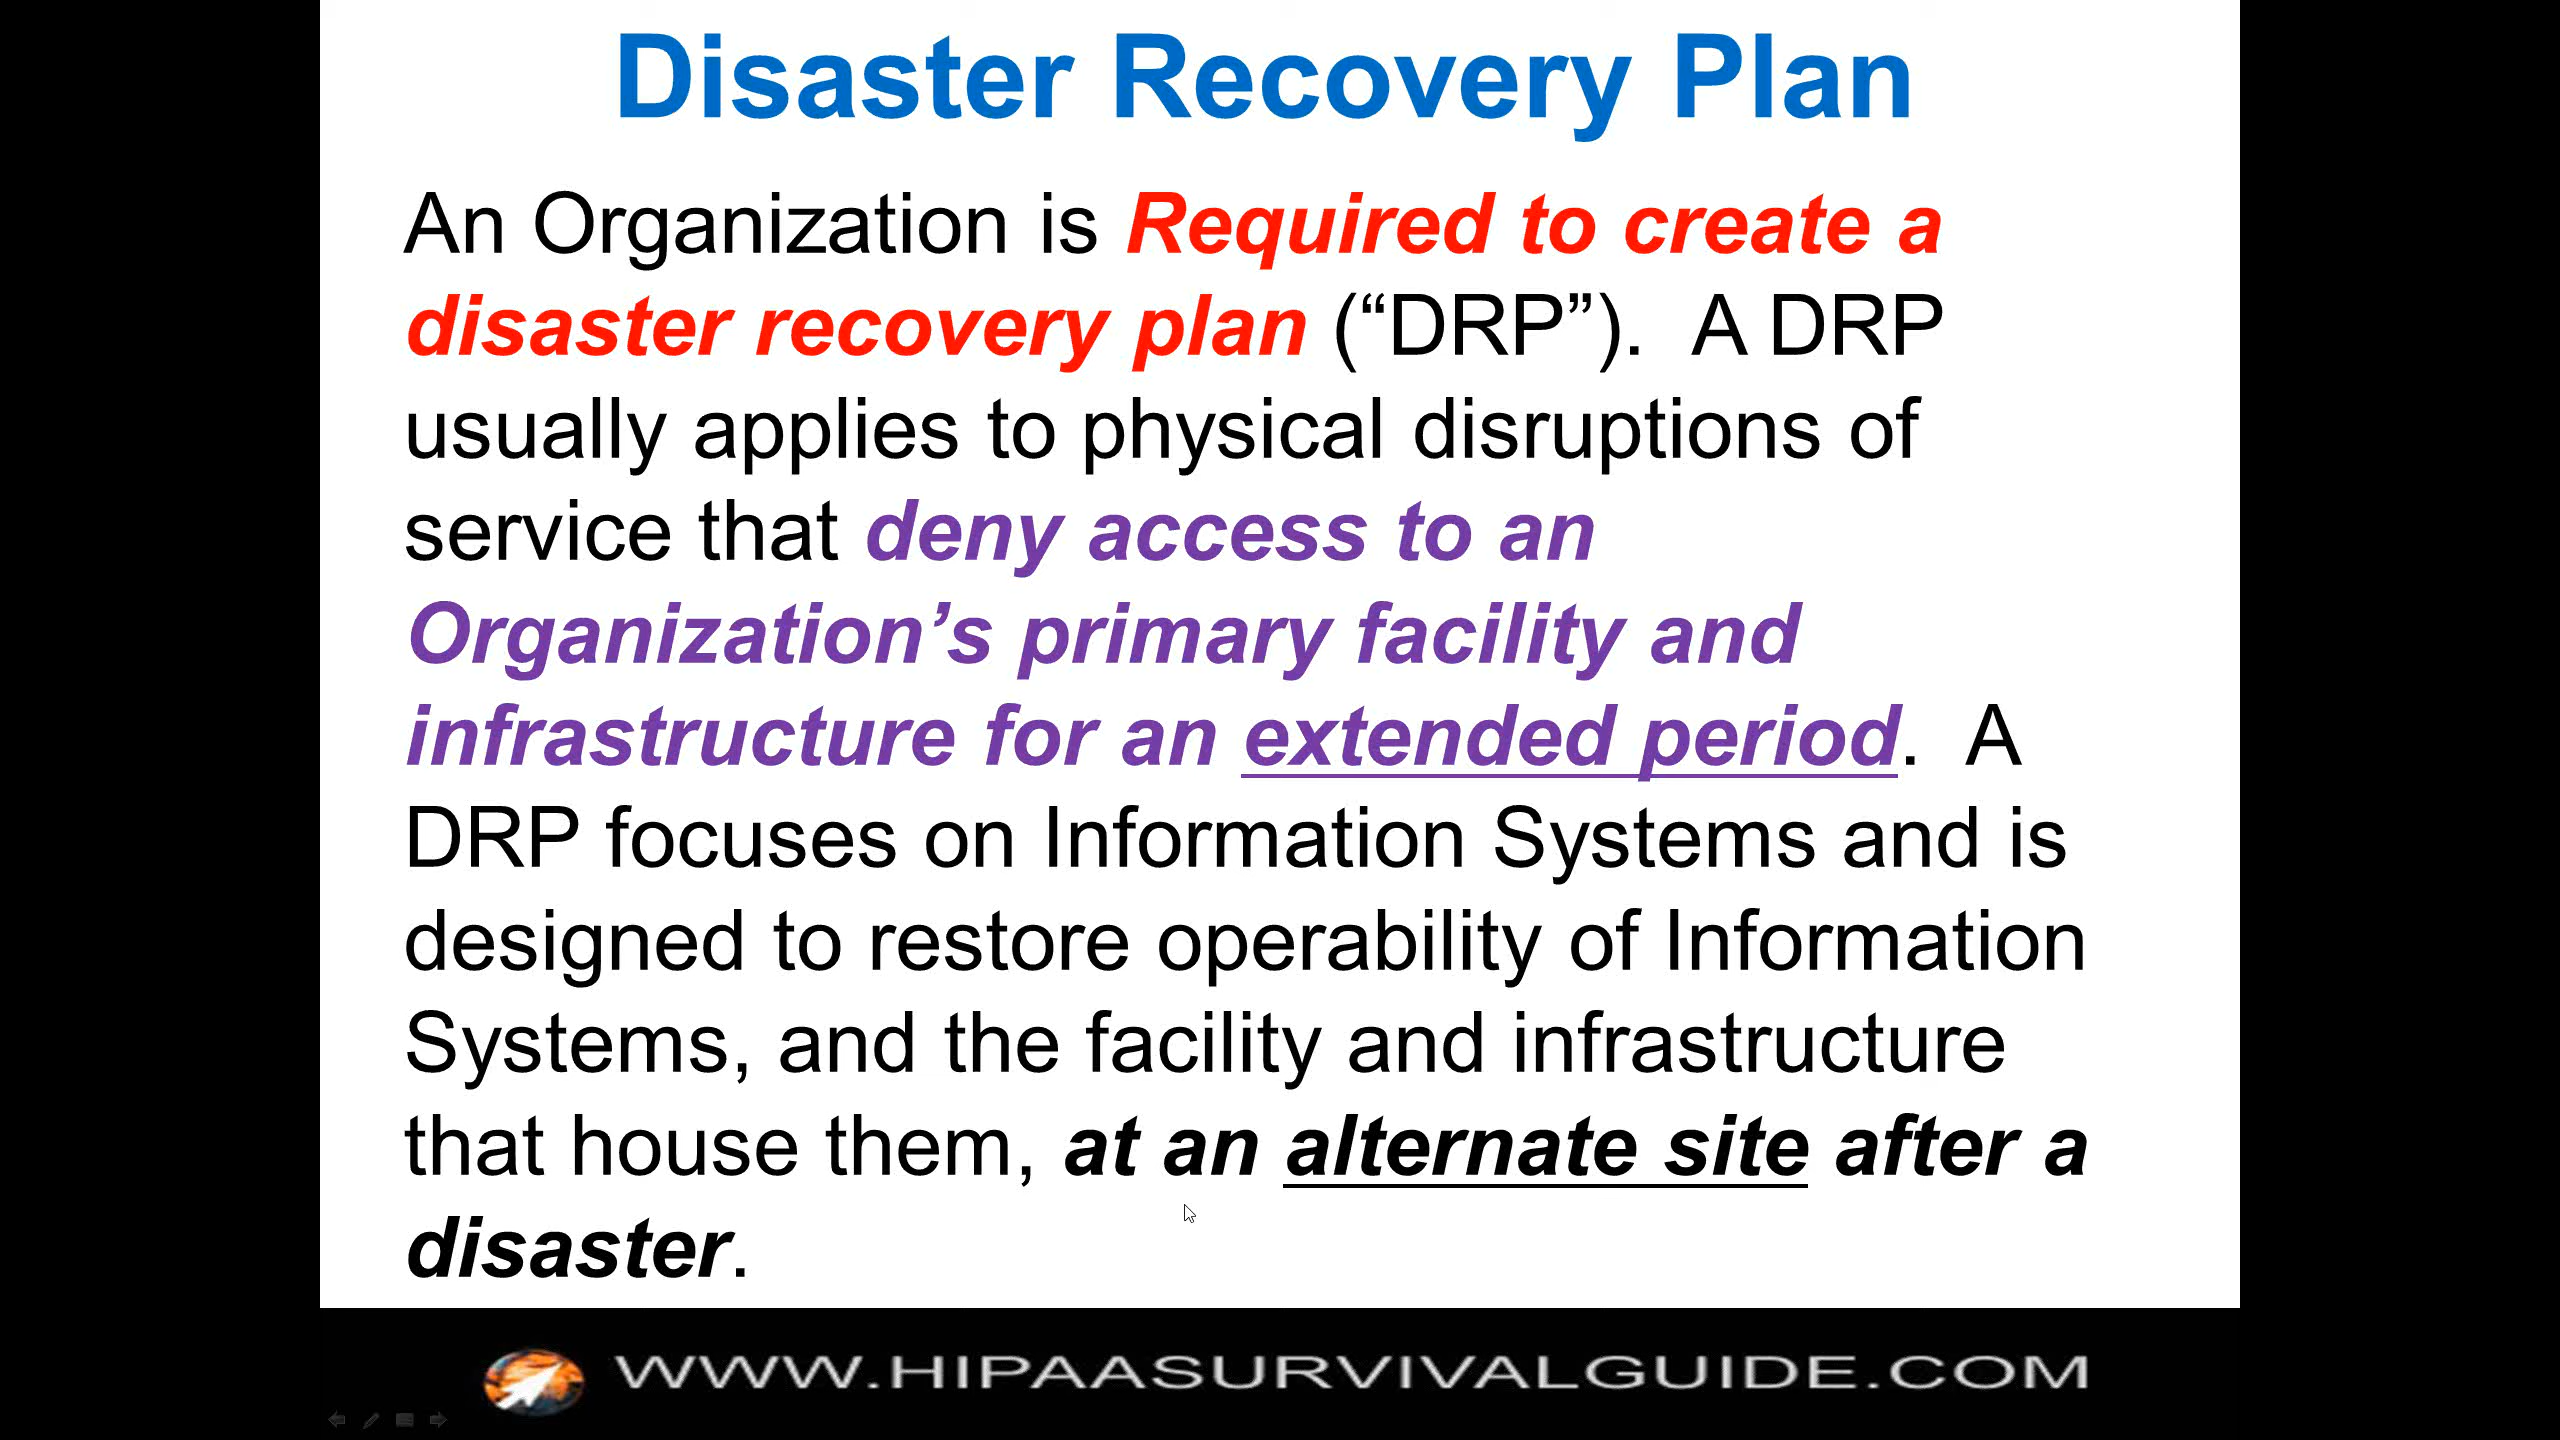 Disaster Recovery Plan
An Organization is Required to create a
disaster recovery plan (“DRP”).  A DRP
usually applies to physical disruptions of
service that deny access to an
Organization’s primary facility and
infrastructure for an extended period.  A
DRP focuses on Information Systems and is
designed to restore operability of Information
Systems, and the facility and infrastructure
that house them, at an alternate site after a
disaster.
WWW.HIPAASURVIVALGUIDE.COM